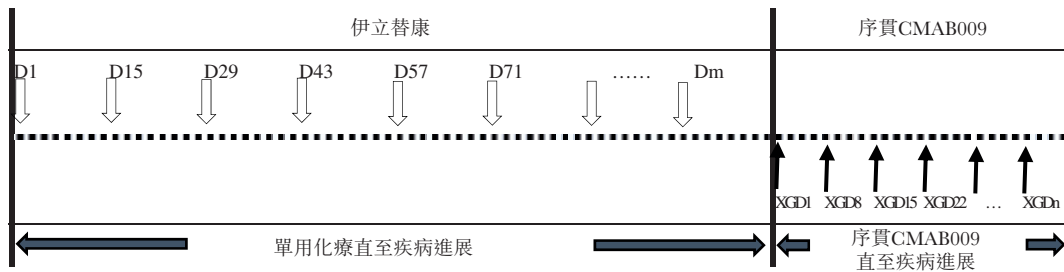 伊立替康
序貫CMAB009
D1 D15 D29 D43 D57 D71 …… Dm
XGD1 XGD8 XGD15 XGD22 … XGDn
單用化療直至疾病進展
序貫CMAB009
直至疾病進展